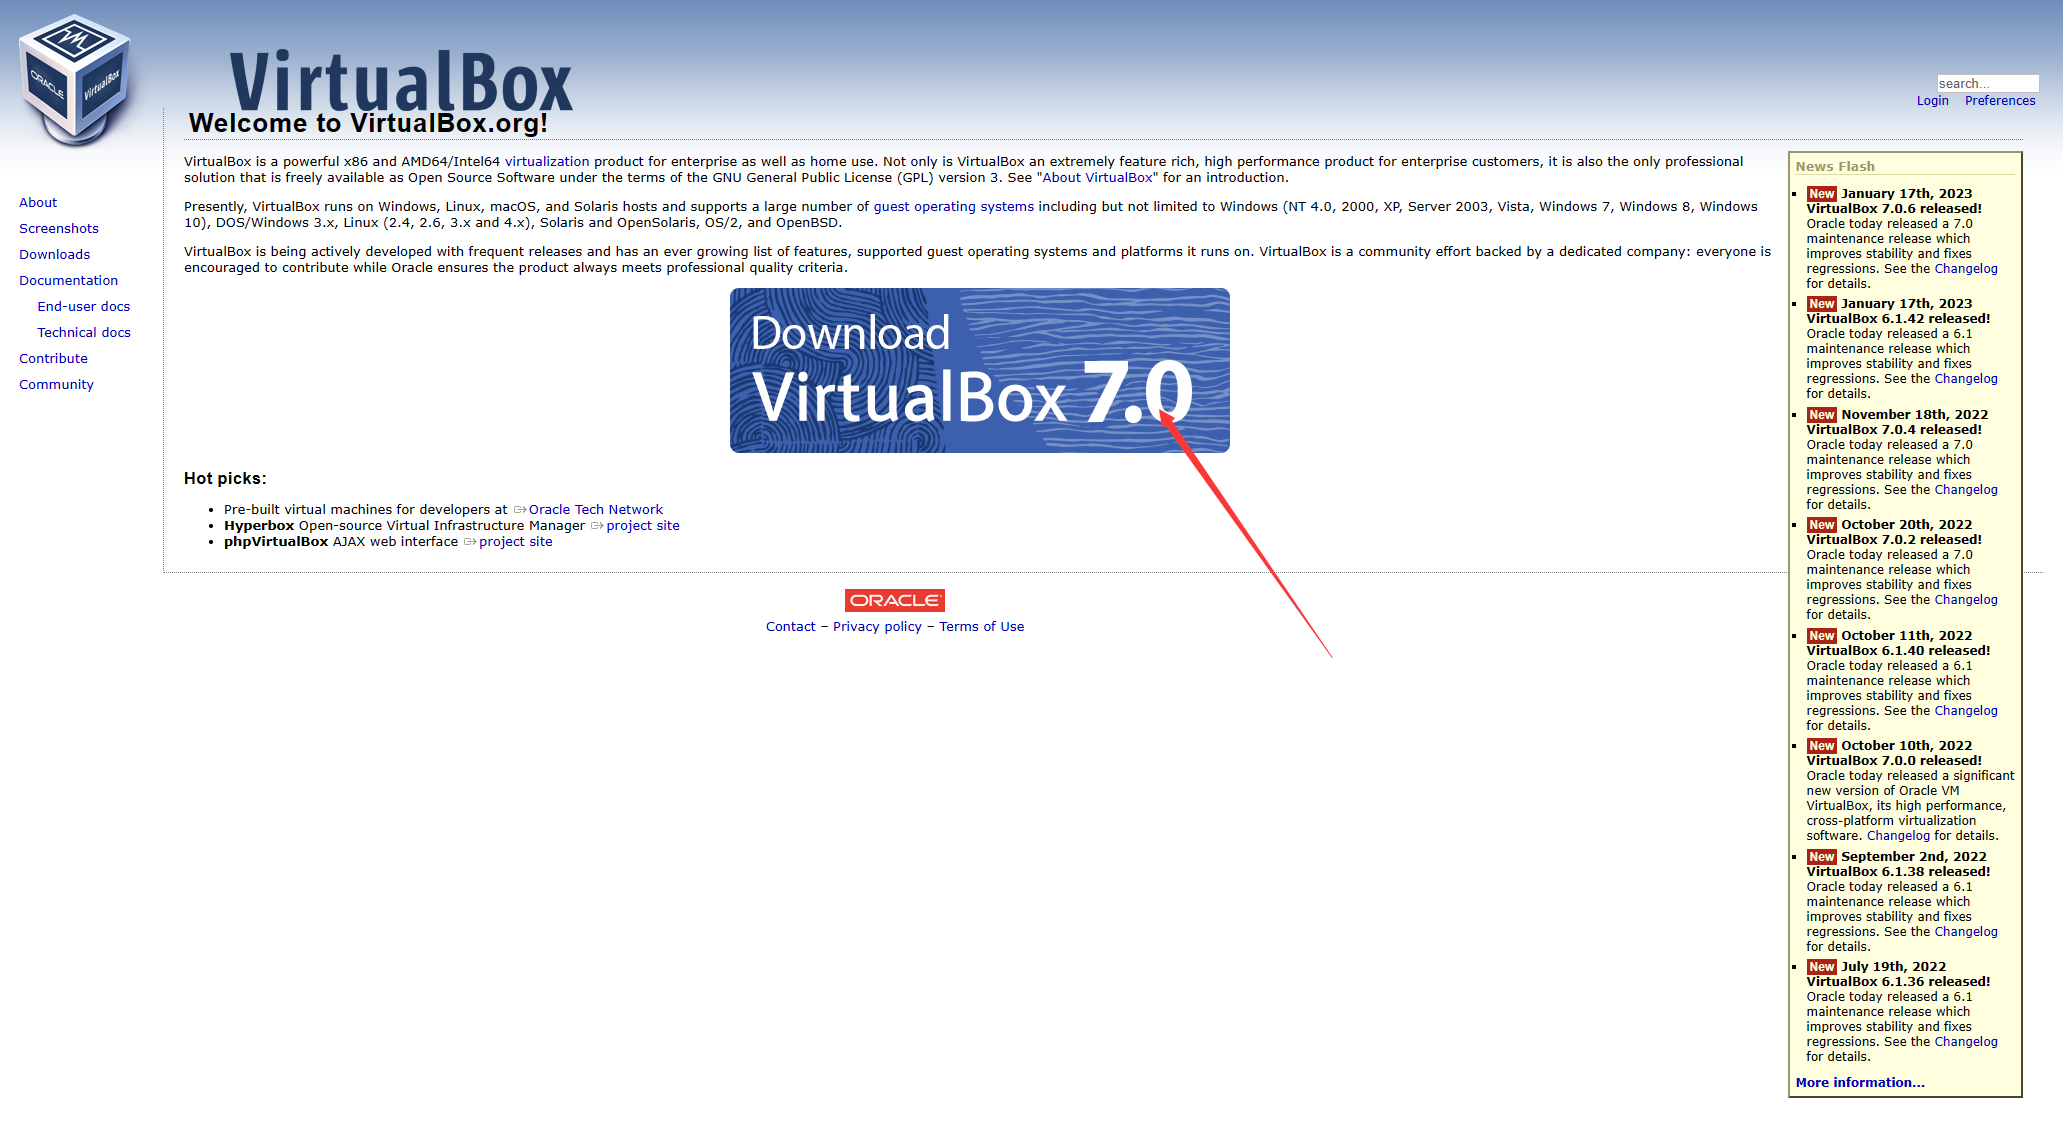 ORACLE
VirtualBox
VirtualBox
search...
Login Preferences
Welcome to VirtualBox.org!
About
Screenshots
Downloads
Documentation
End-user docs
Technical docs
Contribute
Community
VirtualBox is a powerful x86 and AMD64/Intel64 virtualization product for enterprise as well as home use. Not only is VirtualBox an extremely feature rich, high performance product for enterprise customers, it is also the only professional
solution that is freely available as Open Source Software under the terms of the GNU General Public License (GPL) version 3. See "About VirtualBox" for an introduction.
Presently, VirtualBox runs on Windows, Linux, macOS, and Solaris hosts and supports a large number of guest operating systems including but not limited to Windows (NT 4.0, 2000, XP, Server 2003, Vista, Windows 7, Windows 8, Windows
10), DOS/Windows 3.x, Linux (2.4, 2.6, 3.x and 4.x), Solaris and OpenSolaris, OS/2, and OpenBSD.
VirtualBox is being actively developed with frequent releases and has an ever growing list of features, supported guest operating systems and platforms it runs on. VirtualBox is a community effort backed by a dedicated company: everyone is
encouraged to contribute while Oracle ensures the product always meets professional quality criteria.
Download
VirtualBox 7.0
Hot picks:
• Pre-built virtual machines for developers at Oracle Tech Network
• Hyperbox Open-source Virtual Infrastructure Manager project site
• phpVirtualBox AJAX web interface project site
ORACLE
Contact – Privacy policy – Terms of Use
News Flash
New January 17th, 2023
VirtualBox 7.0.6 released!
Oracle today released a 7.0
maintenance release which
improves stability and fixes
regressions. See the Changelog
for details.
New January 17th, 2023
VirtualBox 6.1.42 released!
Oracle today released a 6.1
maintenance release which
improves stability and fixes
regressions. See the Changelog
for details.
New November 18th, 2022
VirtualBox 7.0.4 released!
Oracle today released a 7.0
maintenance release which
improves stability and fixes
regressions. See the Changelog
for details.
New October 20th, 2022
VirtualBox 7.0.2 released!
Oracle today released a 7.0
maintenance release which
improves stability and fixes
regressions. See the Changelog
for details.
New October 11th, 2022
VirtualBox 6.1.40 released!
Oracle today released a 6.1
maintenance release which
improves stability and fixes
regressions. See the Changelog
for details.
New October 10th, 2022
VirtualBox 7.0.0 released!
Oracle today released a significant
new version of Oracle VM
VirtualBox, its high performance,
cross-platform virtualization
software. Changelog for details.
New September 2nd, 2022
VirtualBox 6.1.38 released!
Oracle today released a 6.1
maintenance release which
improves stability and fixes
regressions. See the Changelog
for details.
New July 19th, 2022
VirtualBox 6.1.36 released!
Oracle today released a 6.1
maintenance release which
improves stability and fixes
regressions. See the Changelog
for details.
More information...